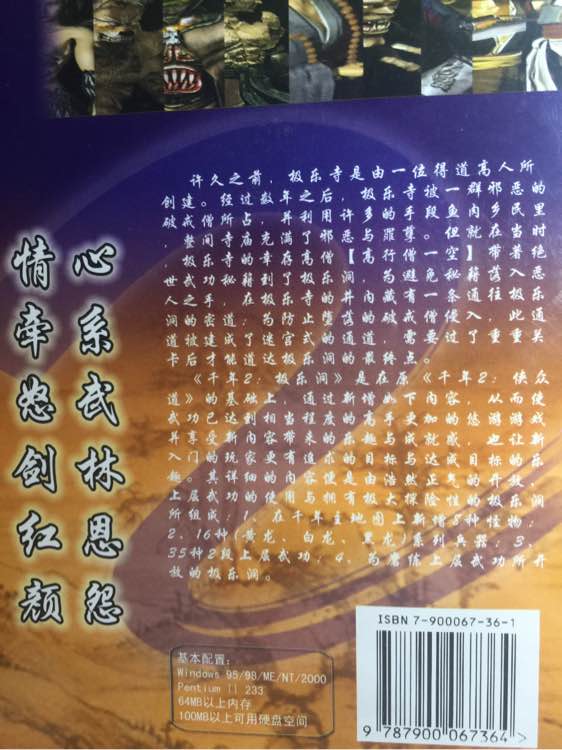 许久之前，极乐寺是由一位得道高人所
创建。经过数年之后，极乐寺被一群邪恶的
破戒僧所占，并利用许多的手段鱼肉乡民里
，整间寺庙充满了邪恶与罪孽。但就在当时
，极乐寺的幸存高僧【高行僧一空】带著绝
世武功秘籍到了极乐洞，为避免秘籍落入恶
人之手，在极乐寺的井内藏有一条通往极乐
洞的密道；为防止堕落的破戒僧侵入，此通
道被建成了迷宫式的通道，需要过了重重关
卡后才能道达极乐洞的最终点。
《千年2：极乐洞》是在原《千年2：侠众
道》的基础上，通过新增如下内容，从而使
武功已达到相当程度的高手更加的悠游游戏
并享受新内容带来的乐趣与成就感，也让新
入门的玩家更有追求的目标与达成目标的乐
趣。其详细的内容便是由浩然正气的开放、
上层武功的使用与拥有极大探险性的极乐洞
所组成：1、在千年主地图上新增8种怪物；
2、16种(黄龙、白龙、黑龙)系列兵器；3、
35种2段上层武功；4、为磨炼上层武功所开
放的极乐洞。
心系武林恩怨
情牵怒剑红颜
基本配置：
Windows 95/98/ME/NT/2000
Pentium II 233
64MB以上内存
100MB以上可用硬盘空间
ISBN 7-900067-36-1
9 787900 067364